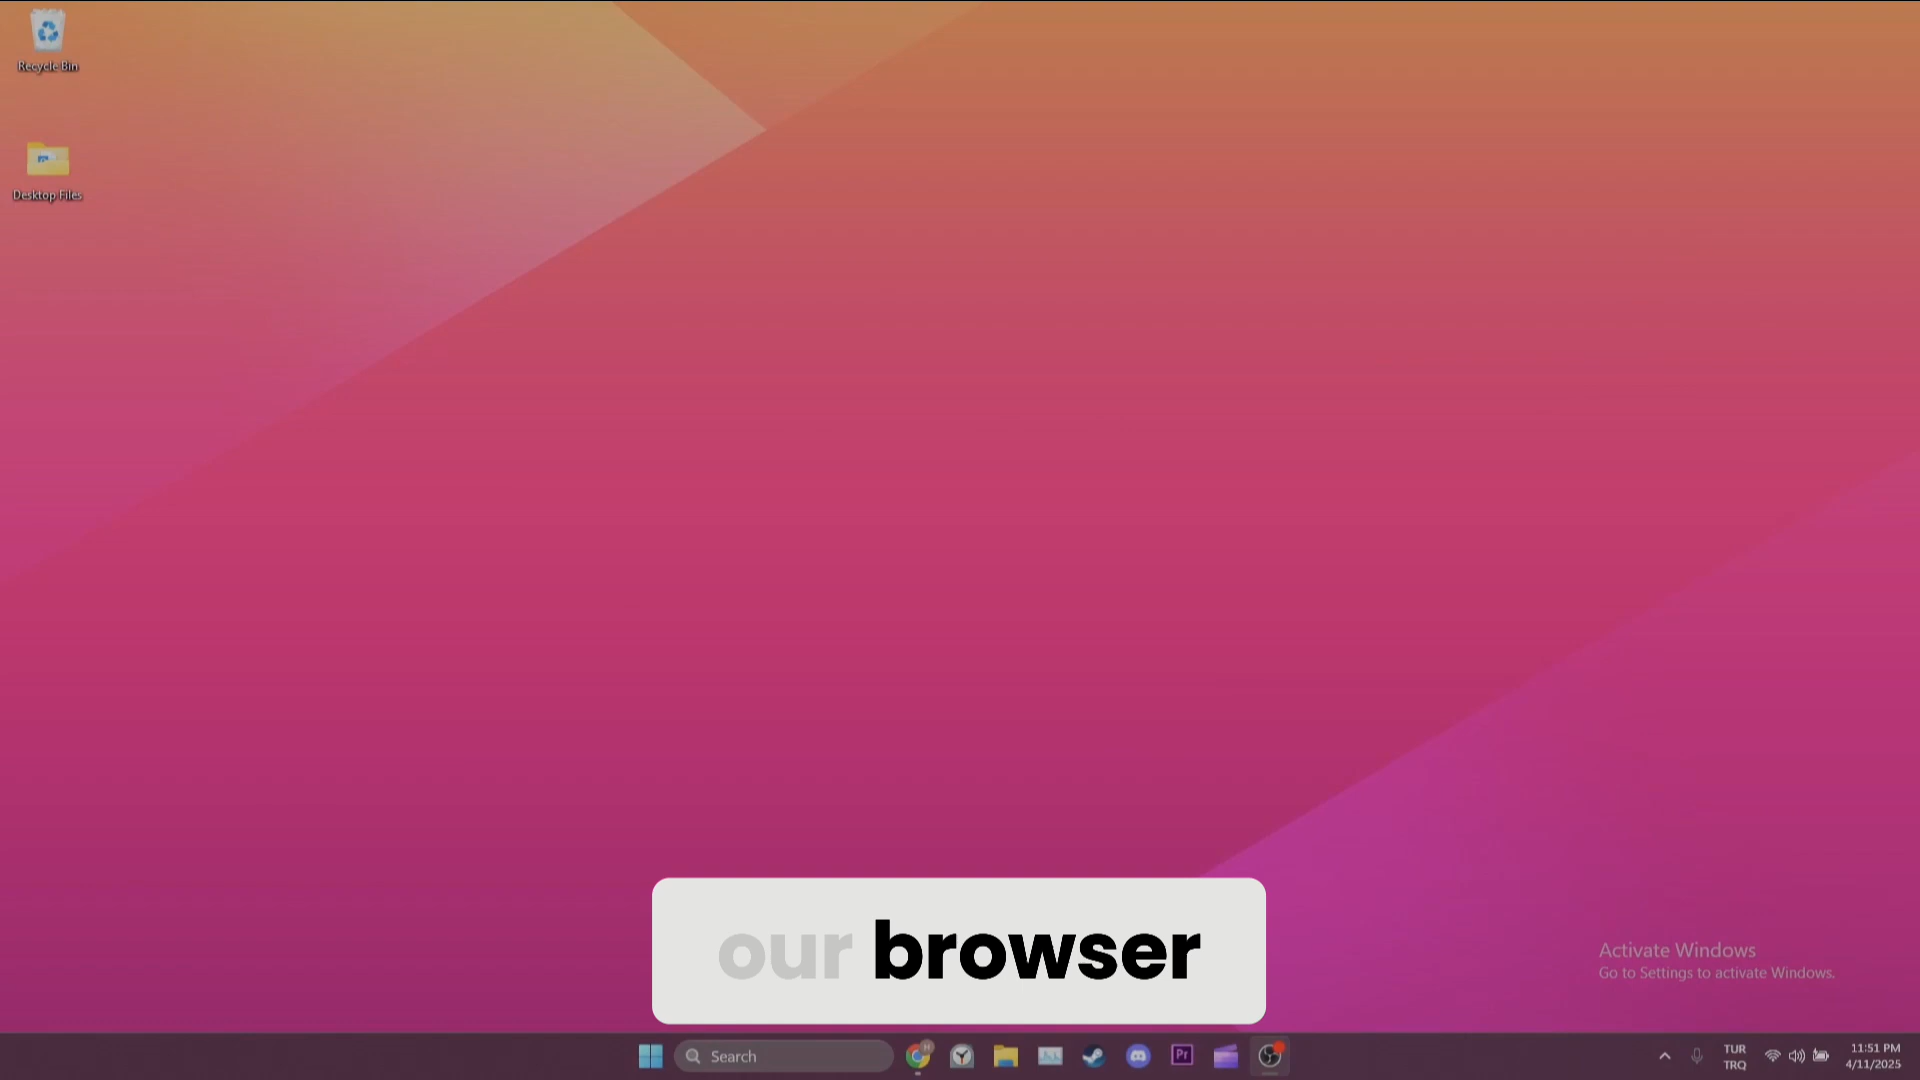 Recycle Bin
Desktop Files
our browser
Activate Windows
Go to Settings to activate Windows.
Search
H
Pr
TUR
TRQ
11:51 PM
4/11/2025